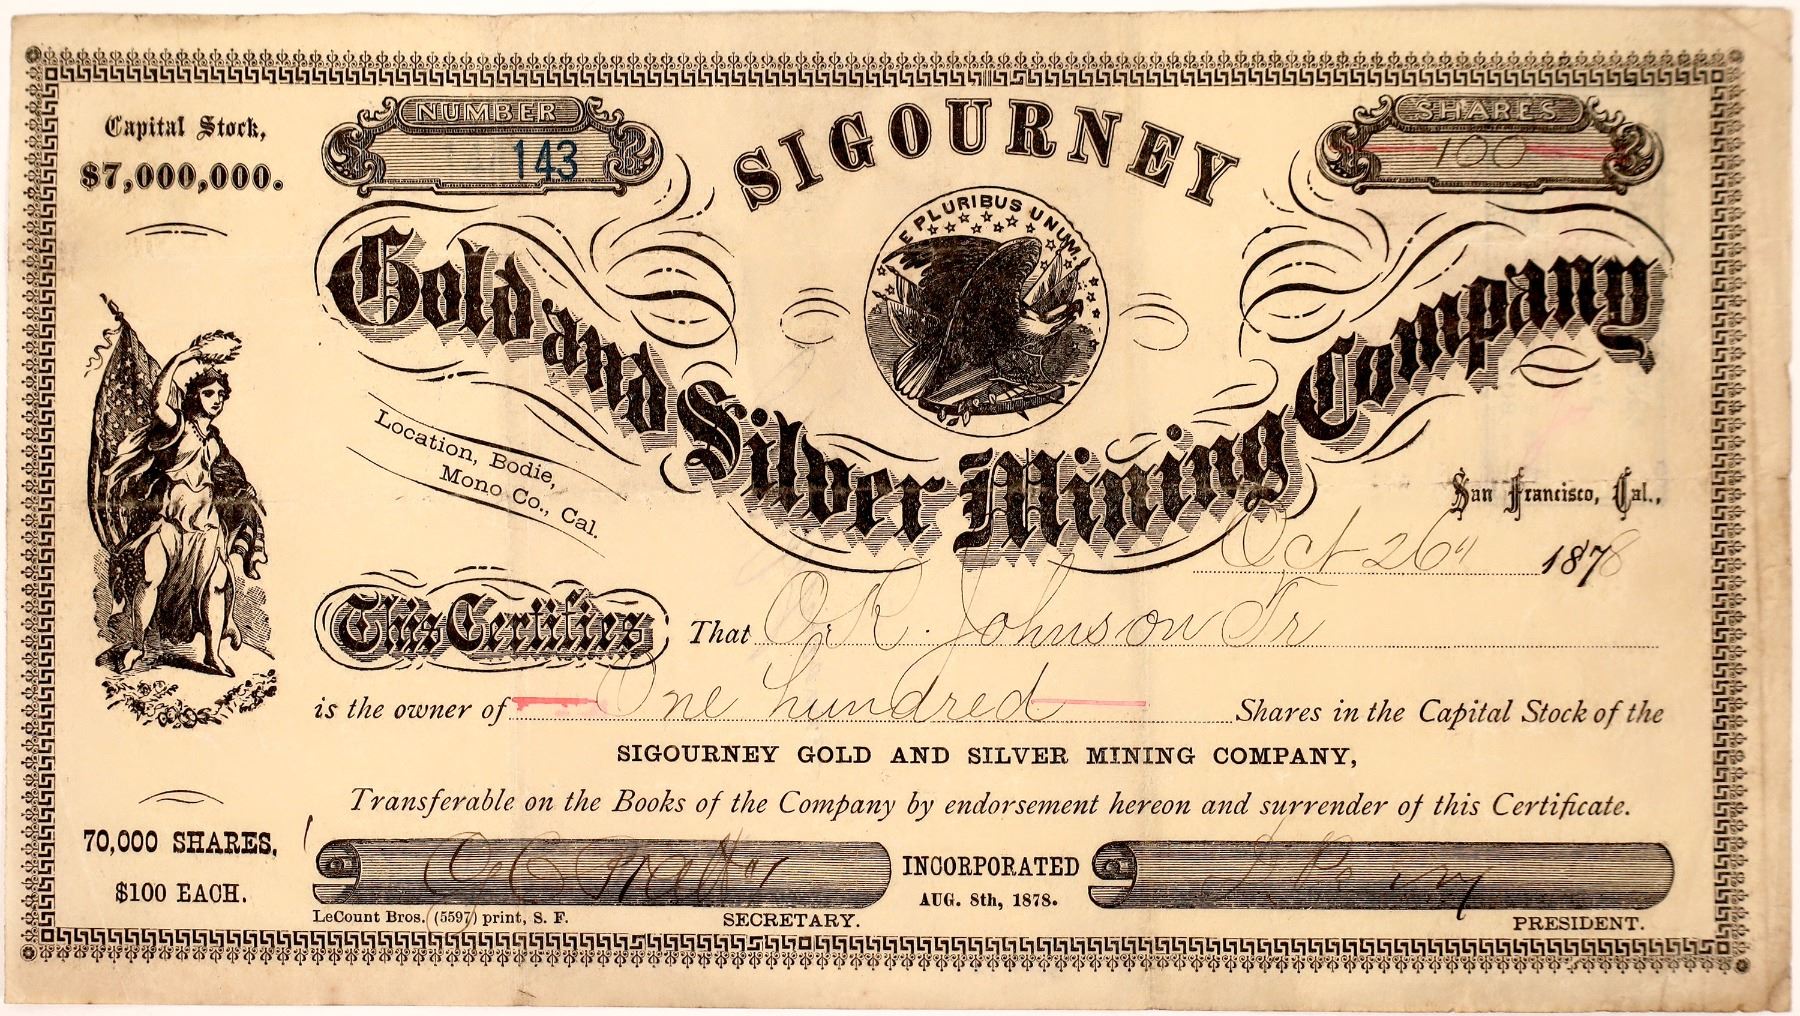 Capital Stock,
$7,000,000.
NUMBER
143
SIGOURNEY
SHARES
100
E PLURIBUS UNUM.
Gold and Silver Mining Company
Location, Bodie,
Mono Co., Cal.
San Francisco, Cal.,
Oct 26" 1878
This Certifies That O.K. Johnson Tr
is the owner of One hundred Shares in the Capital Stock of the
SIGOURNEY GOLD AND SILVER MINING COMPANY,
Transferable on the Books of the Company by endorsement hereon and surrender of this Certificate.
70,000 SHARES.
$100 EACH.
INCORPORATED
AUG. 8th, 1878.
LeCount Bros. (5597) print, S. F.
SECRETARY.
PRESIDENT.